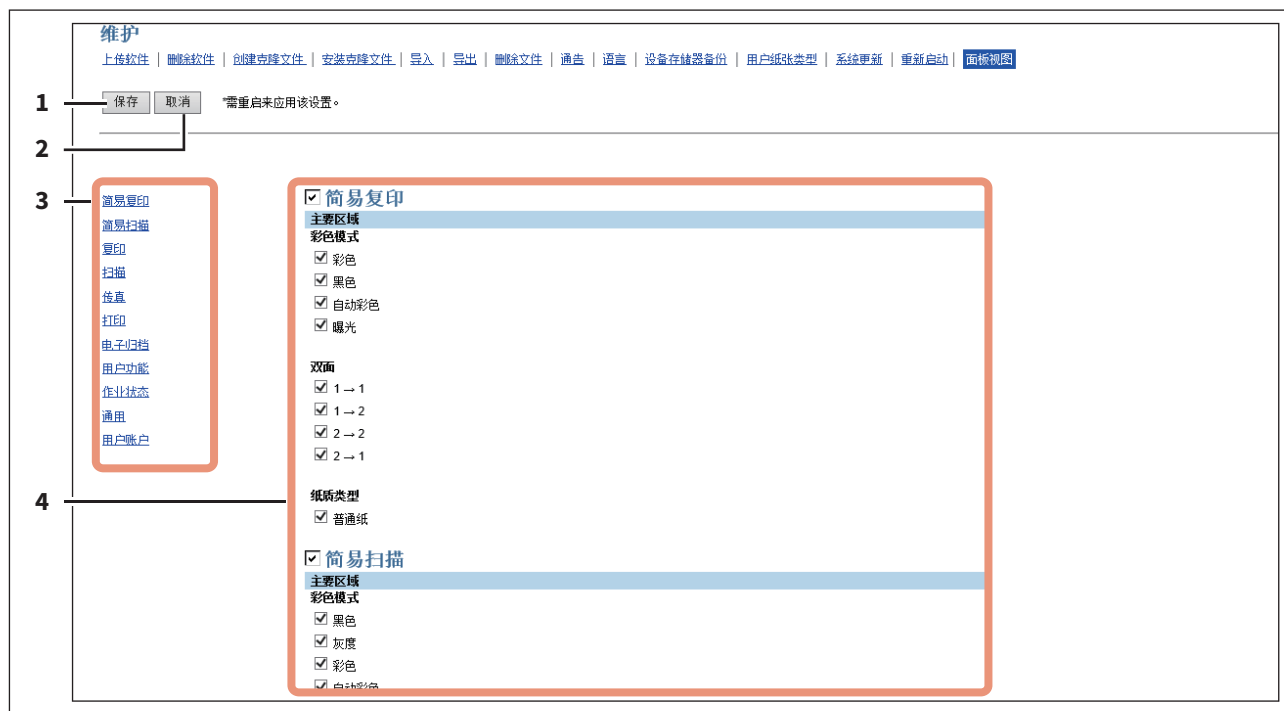 维护
上传软件 | 删除软件 | 创建克隆文件 | 安装克隆文件 | 导入 | 导出 | 删除文件 | 通告 | 语言 | 设备存储器备份 | 用户纸张类型 | 系统更新 | 重新启动 | 面板视图
1 保存 取消 *需重启来应用该设置。
2
3
简易复印
简易扫描
复印
扫描
传真
打印
电子归档
用户功能
作业状态
通用
用户账户
4
简易复印
主要区域
彩色模式
彩色
黑色
自动彩色
曝光
双面
1→1
1→2
2→2
2→1
纸质类型
普通纸
简易扫描
主要区域
彩色模式
黑色
灰度
彩色
自动彩色